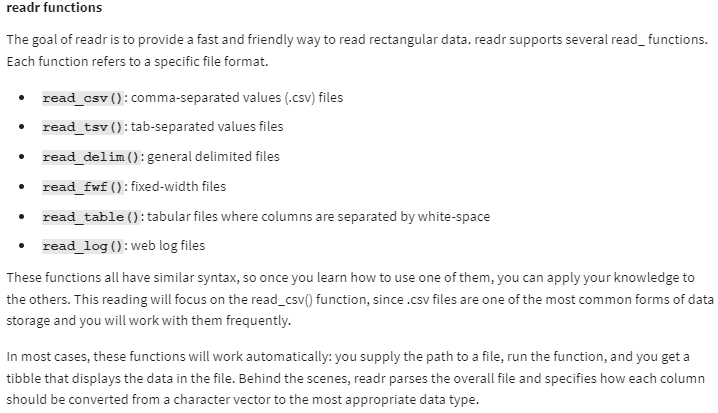 readr functions
The goal of readr is to provide a fast and friendly way to read rectangular data. readr supports several read_ functions.
Each function refers to a specific file format.
• read_csv(): comma-separated values (.csv) files
• read_tsv(): tab-separated values files
• read_delim(): general delimited files
• read_fwf(): fixed-width files
• read_table(): tabular files where columns are separated by white-space
• read_log(): web log files
These functions all have similar syntax, so once you learn how to use one of them, you can apply your knowledge to
the others. This reading will focus on the read_csv() function, since .csv files are one of the most common forms of data
storage and you will work with them frequently.
In most cases, these functions will work automatically: you supply the path to a file, run the function, and you get a
tibble that displays the data in the file. Behind the scenes, readr parses the overall file and specifies how each column
should be converted from a character vector to the most appropriate data type.